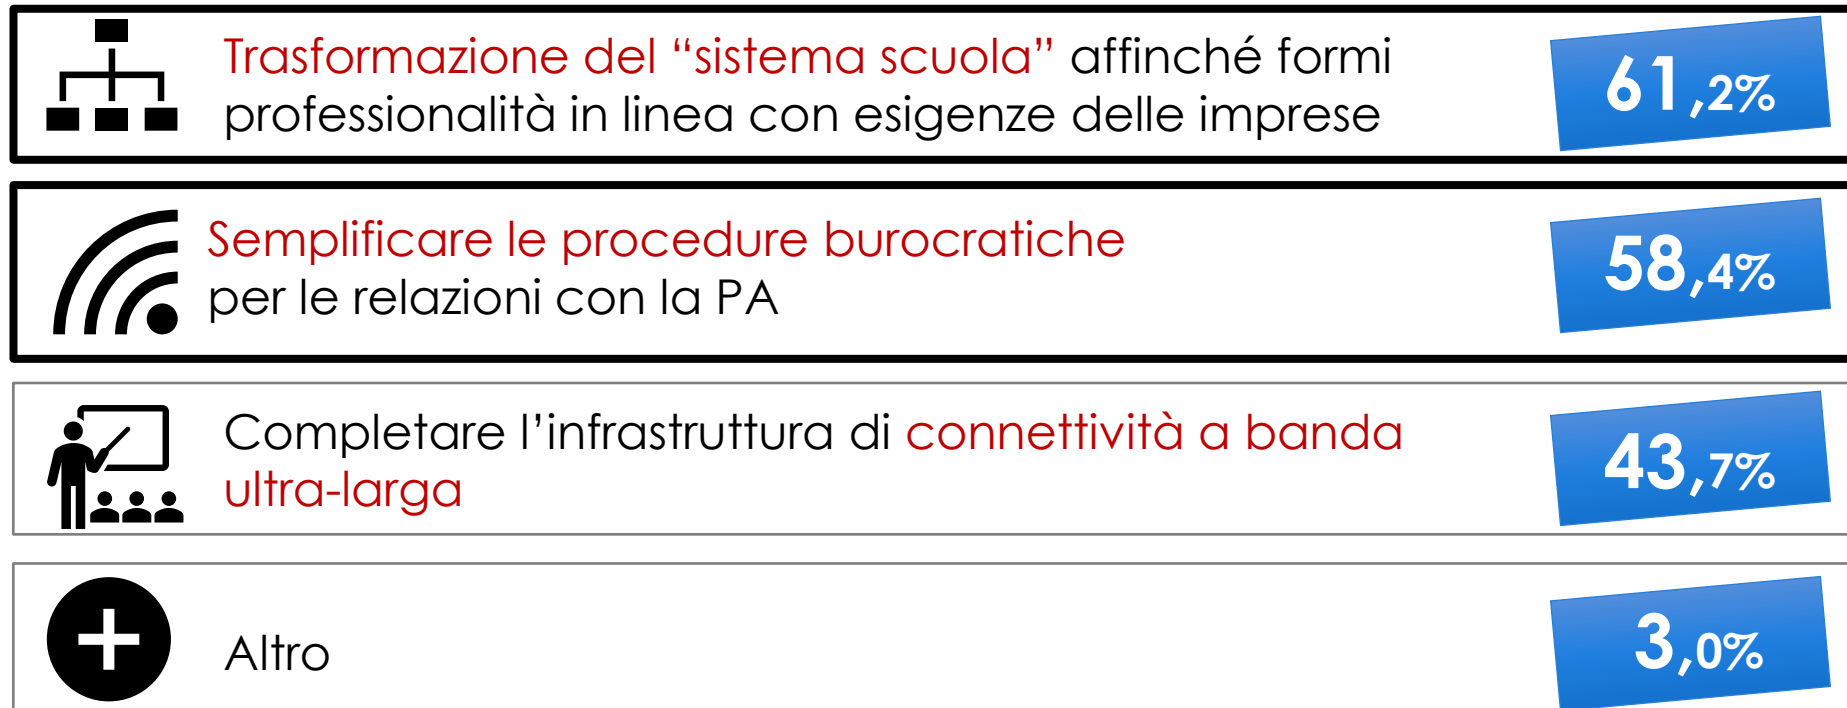 Trasformazione del “sistema scuola” affinché formi
professionalità in linea con esigenze delle imprese
61,2%
Semplificare le procedure burocratiche
per le relazioni con la PA
58,4%
Completare l’infrastruttura di connettività a banda
ultra-larga
43,7%
Altro
3,0%